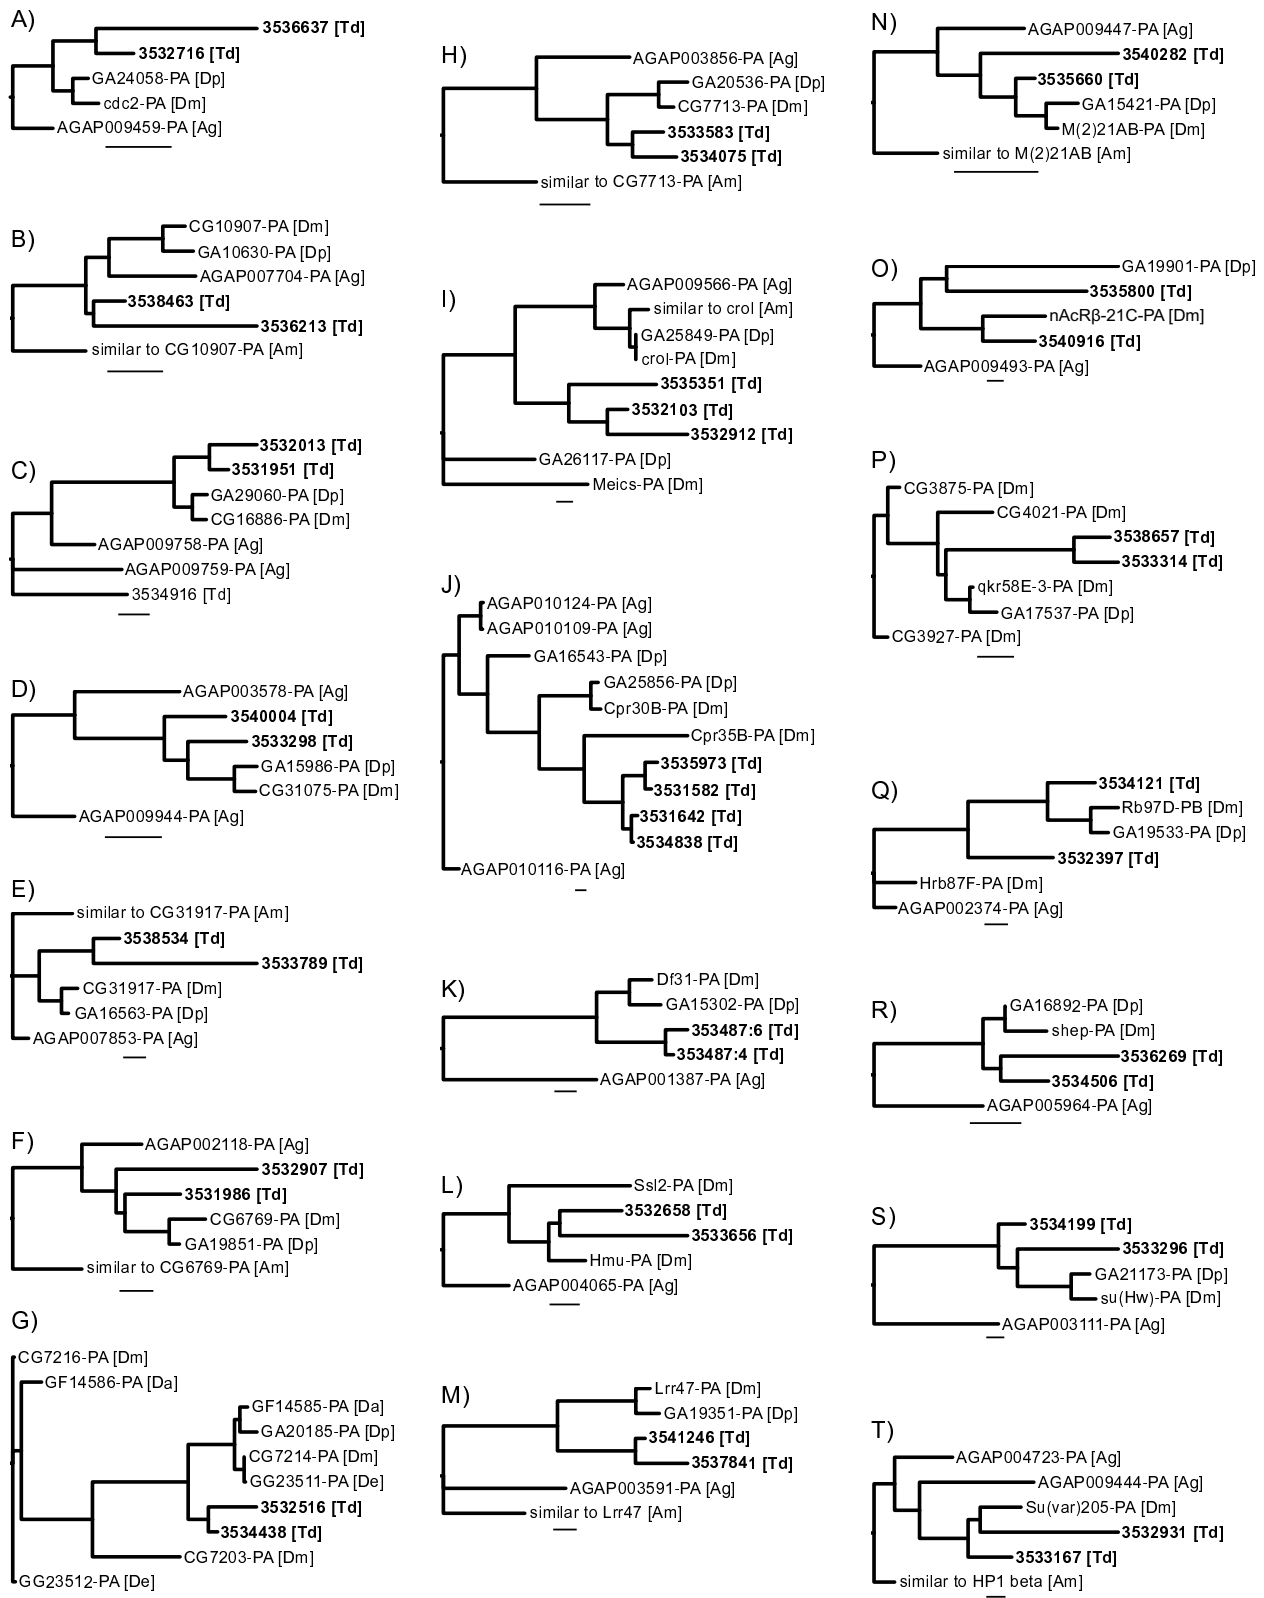 A)
3536637 [Td]
3532716 [Td]
GA24058-PA [Dp]
cdc2-PA [Dm]
AGAP009459-PA [Ag]
B)
CG10907-PA [Dm]
GA10630-PA [Dp]
AGAP007704-PA [Ag]
3538463 [Td]
3536213 [Td]
similar to CG10907-PA [Am]
C)
3532013 [Td]
3531951 [Td]
GA29060-PA [Dp]
CG16886-PA [Dm]
AGAP009758-PA [Ag]
AGAP009759-PA [Ag]
3534916 [Td]
D)
AGAP003578-PA [Ag]
3540004 [Td]
3533298 [Td]
GA15986-PA [Dp]
CG31075-PA [Dm]
AGAP009944-PA [Ag]
E)
similar to CG31917-PA [Am]
3538534 [Td]
3533789 [Td]
CG31917-PA [Dm]
GA16563-PA [Dp]
AGAP007853-PA [Ag]
F)
AGAP002118-PA [Ag]
3532907 [Td]
3531986 [Td]
CG6769-PA [Dm]
GA19851-PA [Dp]
similar to CG6769-PA [Am]
G)
CG7216-PA [Dm]
GF14586-PA [Da]
GF14585-PA [Da]
GA20185-PA [Dp]
CG7214-PA [Dm]
GG23511-PA [De]
3532516 [Td]
3534438 [Td]
CG7203-PA [Dm]
GG23512-PA [De]
H)
AGAP003856-PA [Ag]
GA20536-PA [Dp]
CG7713-PA [Dm]
3533583 [Td]
3534075 [Td]
similar to CG7713-PA [Am]
I)
AGAP009566-PA [Ag]
similar to crol [Am]
GA25849-PA [Dp]
crol-PA [Dm]
3535351 [Td]
3532103 [Td]
3532912 [Td]
GA26117-PA [Dp]
Meics-PA [Dm]
J)
AGAP010124-PA [Ag]
AGAP010109-PA [Ag]
GA16543-PA [Dp]
GA25856-PA [Dp]
Cpr30B-PA [Dm]
Cpr35B-PA [Dm]
3535973 [Td]
3531582 [Td]
3531642 [Td]
3534838 [Td]
AGAP010116-PA [Ag]
K)
Df31-PA [Dm]
GA15302-PA [Dp]
353487:6 [Td]
353487:4 [Td]
AGAP001387-PA [Ag]
L)
Ssl2-PA [Dm]
3532658 [Td]
3533656 [Td]
Hmu-PA [Dm]
AGAP004065-PA [Ag]
M)
Lrr47-PA [Dm]
GA19351-PA [Dp]
3541246 [Td]
3537841 [Td]
AGAP003591-PA [Ag]
similar to Lrr47 [Am]
N)
AGAP009447-PA [Ag]
3540282 [Td]
3535660 [Td]
GA15421-PA [Dp]
M(2)21AB-PA [Dm]
similar to M(2)21AB [Am]
O)
GA19901-PA [Dp]
3535800 [Td]
nAcRβ-21C-PA [Dm]
3540916 [Td]
AGAP009493-PA [Ag]
P)
CG3875-PA [Dm]
CG4021-PA [Dm]
3538657 [Td]
3533314 [Td]
qkr58E-3-PA [Dm]
GA17537-PA [Dp]
CG3927-PA [Dm]
Q)
3534121 [Td]
Rb97D-PB [Dm]
GA19533-PA [Dp]
3532397 [Td]
Hrb87F-PA [Dm]
AGAP002374-PA [Ag]
R)
GA16892-PA [Dp]
shep-PA [Dm]
3536269 [Td]
3534506 [Td]
AGAP005964-PA [Ag]
S)
3534199 [Td]
3533296 [Td]
GA21173-PA [Dp]
su(Hw)-PA [Dm]
AGAP003111-PA [Ag]
T)
AGAP004723-PA [Ag]
AGAP009444-PA [Ag]
Su(var)205-PA [Dm]
3532931 [Td]
3533167 [Td]
similar to HP1 beta [Am]